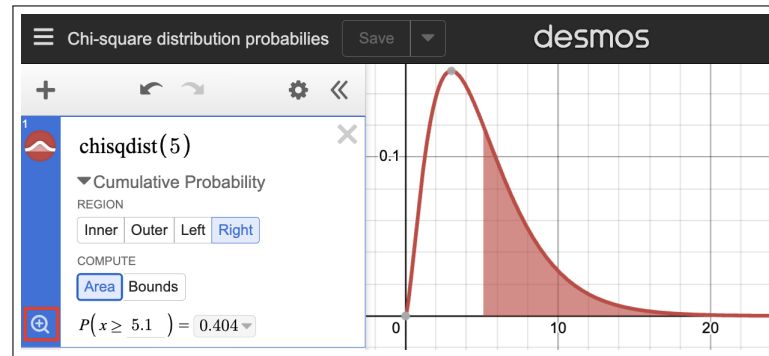 Chi-square distribution probabilies
Save
desmos
1
chisqdist(5)
Cumulative Probability
REGION
Inner Outer Left Right
COMPUTE
Area Bounds
P(x ≥ 5.1) = 0.404
0.1
0 10 20